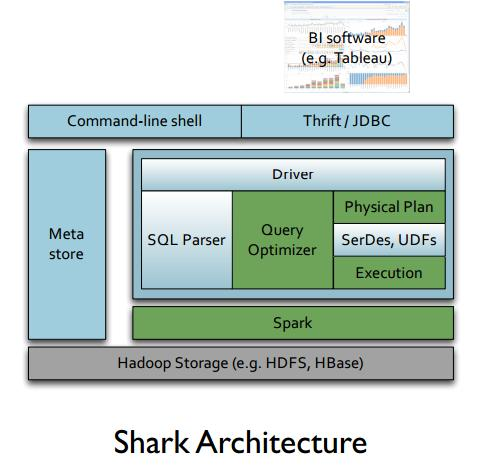 BI software
(e.g. Tableau)
Command-line shell
Thrift / JDBC
Meta
store
Driver
SQL Parser
Query
Optimizer
Physical Plan
SerDes, UDFs
Execution
Spark
Hadoop Storage (e.g. HDFS, HBase)
Shark Architecture